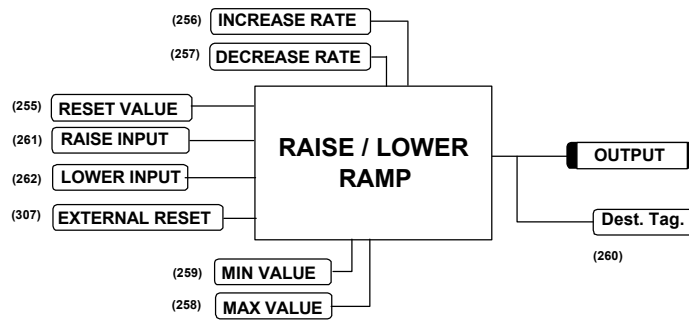 (256) INCREASE RATE
(257) DECREASE RATE
(255) RESET VALUE
(261) RAISE INPUT
(262) LOWER INPUT
(307) EXTERNAL RESET
RAISE / LOWER
RAMP
OUTPUT
Dest. Tag.
(260)
(259) MIN VALUE
(258) MAX VALUE